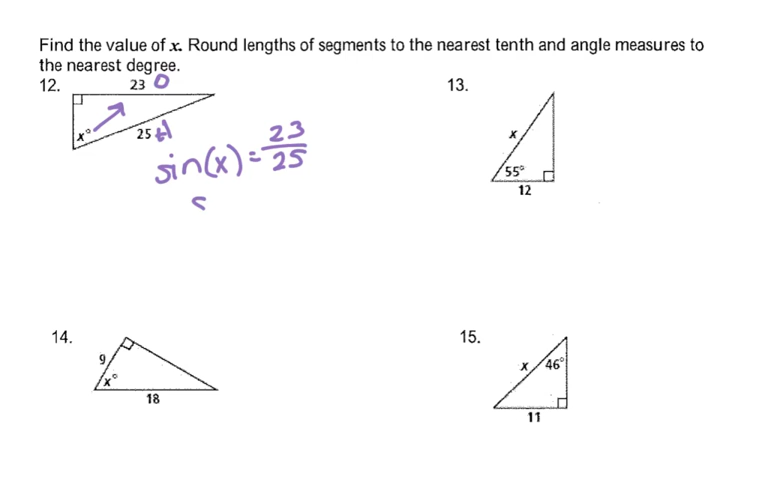 Find the value of x. Round lengths of segments to the nearest tenth and angle measures to
the nearest degree.
12.
23 O
x°
25 H
sin(x) = 23/25
s
13.
x
55°
12
14.
9
x°
18
15.
x
46°
11